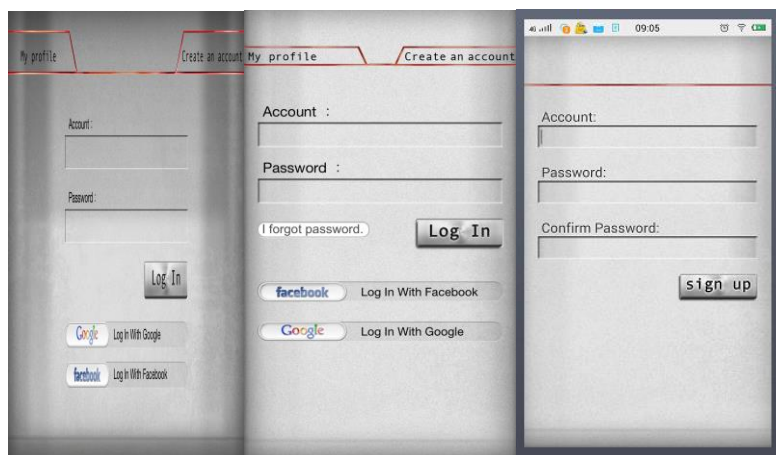 My profile
Create an account
Account :
Password :
Log In
Google Log In With Google
facebook Log In With Facebook
My profile
Create an account
Account :
Password :
I forgot password.
Log In
facebook Log In With Facebook
Google Log In With Google
09:05
Account:
Password:
Confirm Password:
sign up